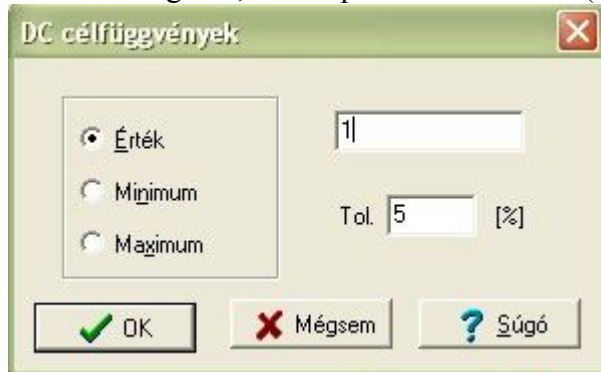 DC célfüggvények
Érték
1
Minimum
Tol. 5 [%]
Maximum
OK Mégsem ? Súgó